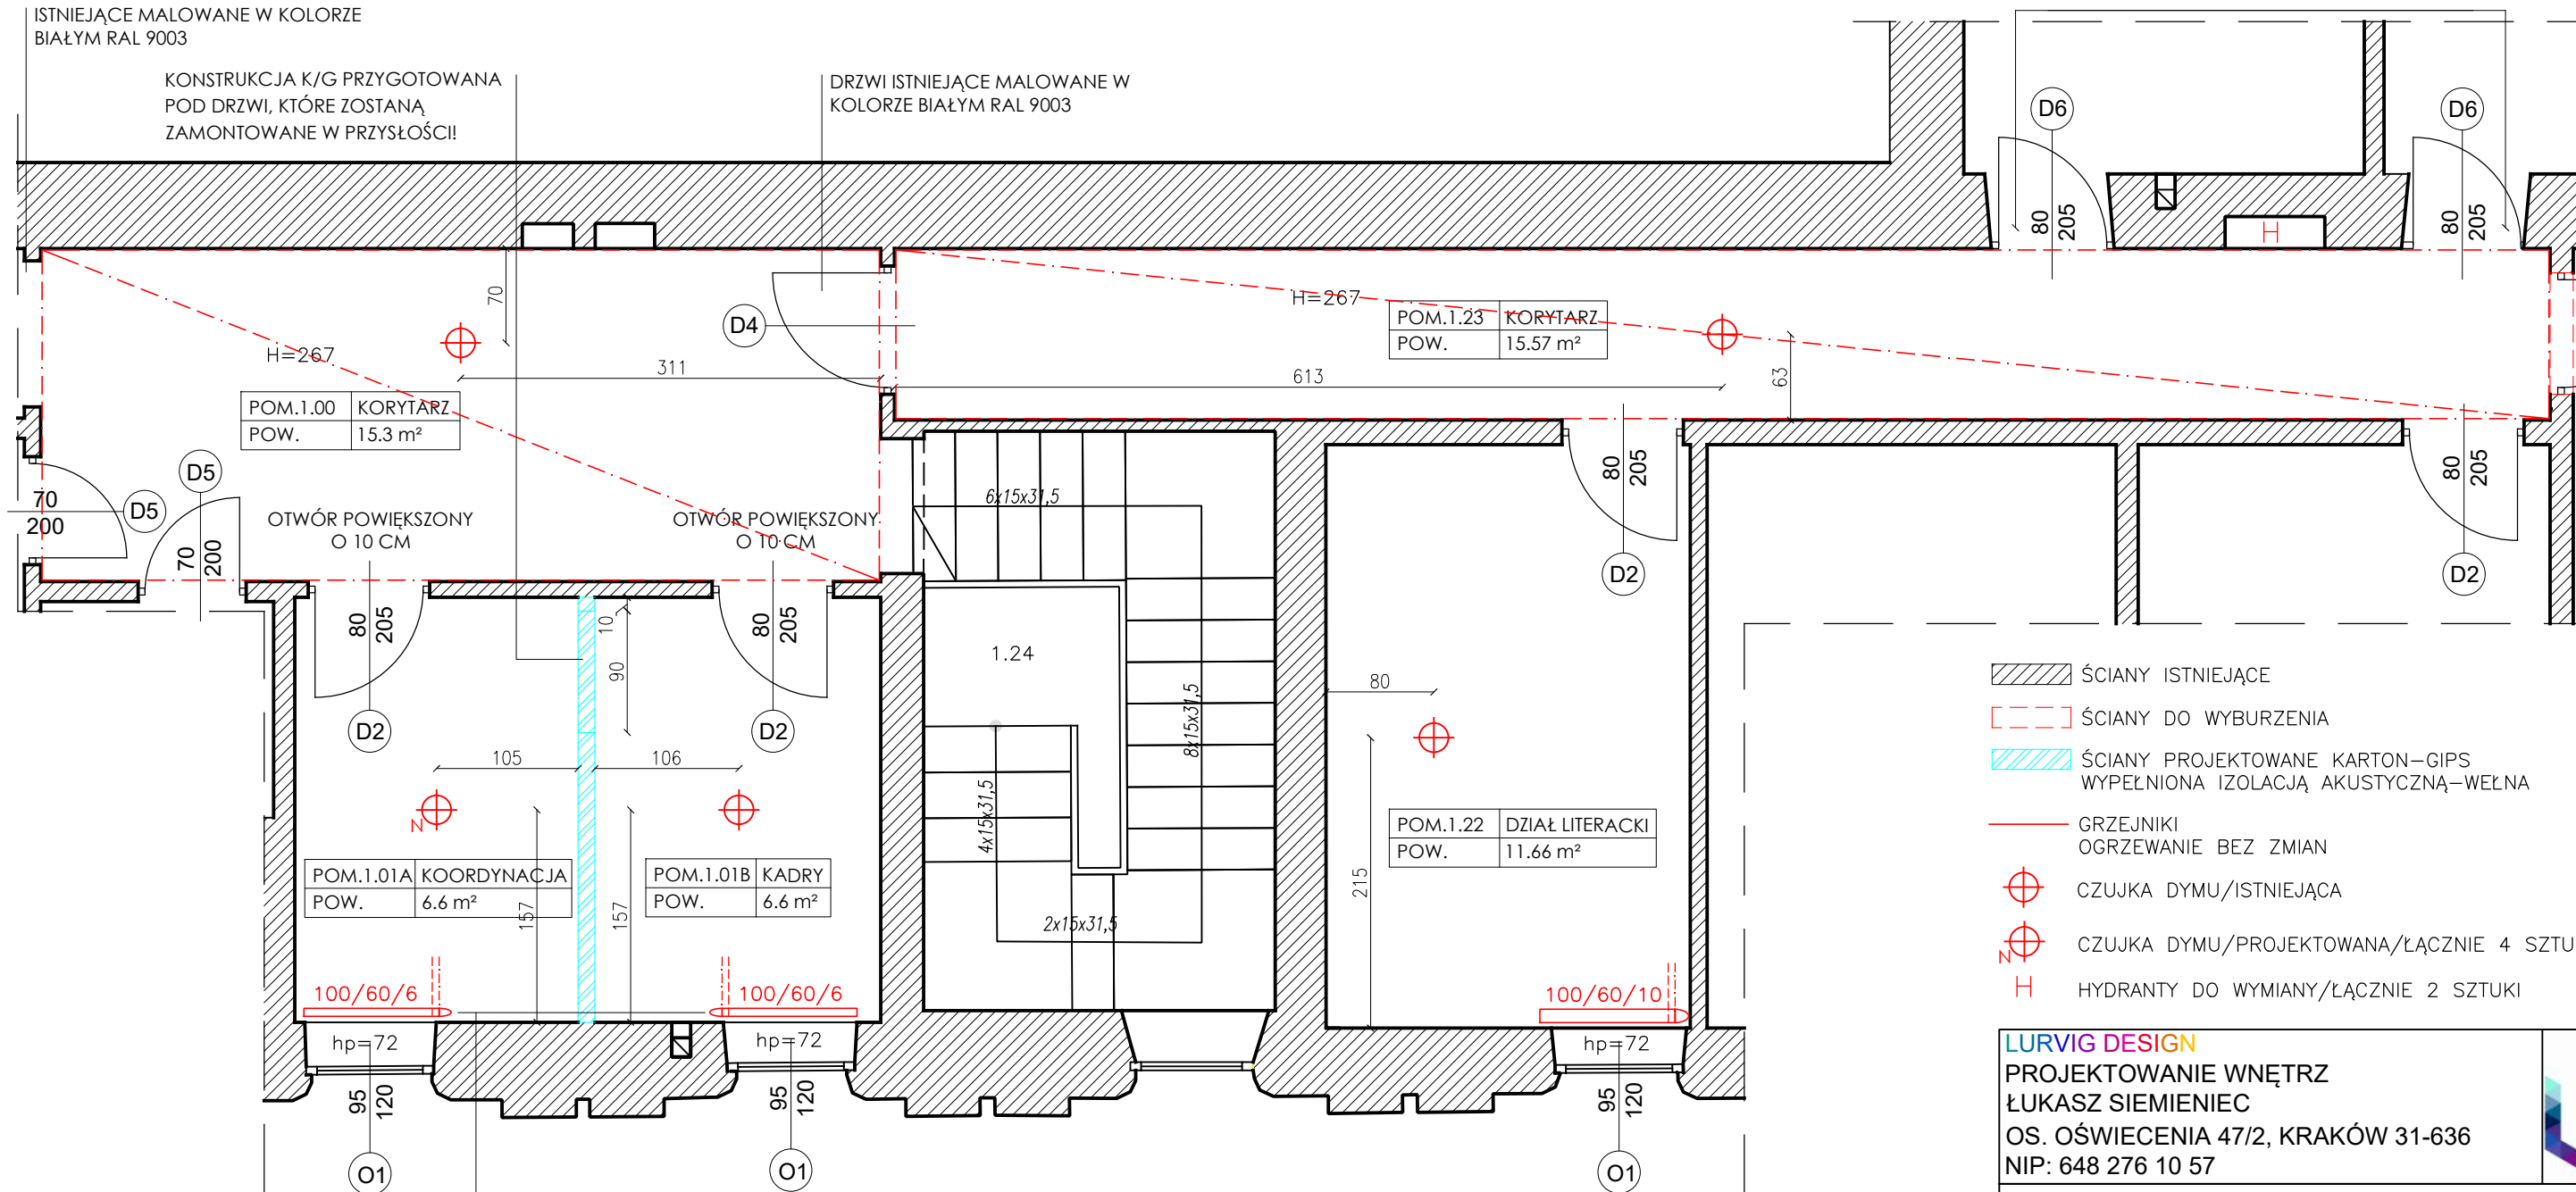 ISTNIEJĄCE MALOWANE W KOLORZE
BIAŁYM RAL 9003
KONSTRUKCJA K/G PRZYGOTOWANA
POD DRZWI, KTÓRE ZOSTANĄ
ZAMONTOWANE W PRZYSŁOŚCI!
DRZWI ISTNIEJĄCE MALOWANE W
KOLORZE BIAŁYM RAL 9003
D6
80
205
D6
80
205
H
70
H=267
311
POM.1.00 KORYTARZ
POW. 15.3 m²
D4
H=267
POM.1.23 KORYTARZ
POW. 15.57 m²
613
63
D5
70
200
D5
70
200
OTWÓR POWIĘKSZONY
O 10 CM
OTWÓR POWIĘKSZONY
O 10 CM
80
205
D2
10
90
80
205
D2
105
106
N
POM.1.01A KOORDYNACJA
POW. 6.6 m²
157
POM.1.01B KADRY
POW. 6.6 m²
157
100/60/6
100/60/6
hp=72
hp=72
95
120
O1
95
120
O1
6x15x31,5
1.24
8x15x31,5
4x15x31,5
2x15x31,5
80
205
D2
80
205
D2
80
215
POM.1.22 DZIAŁ LITERACKI
POW. 11.66 m²
100/60/10
hp=72
95
120
O1
ŚCIANY ISTNIEJĄCE
ŚCIANY DO WYBURZENIA
ŚCIANY PROJEKTOWANE KARTON-GIPS
WYPEŁNIONA IZOLACJĄ AKUSTYCZNĄ-WEŁNA
GRZEJNIKI
OGRZEWANIE BEZ ZMIAN
CZUJKA DYMU/ISTNIEJĄCA
N CZUJKA DYMU/PROJEKTOWANA/ŁĄCZNIE 4 SZTU
H HYDRANTY DO WYMIANY/ŁĄCZNIE 2 SZTUKI
LURVIG DESIGN
PROJEKTOWANIE WNĘTRZ
ŁUKASZ SIEMIENIEC
OS. OŚWIECENIA 47/2, KRAKÓW 31-636
NIP: 648 276 10 57